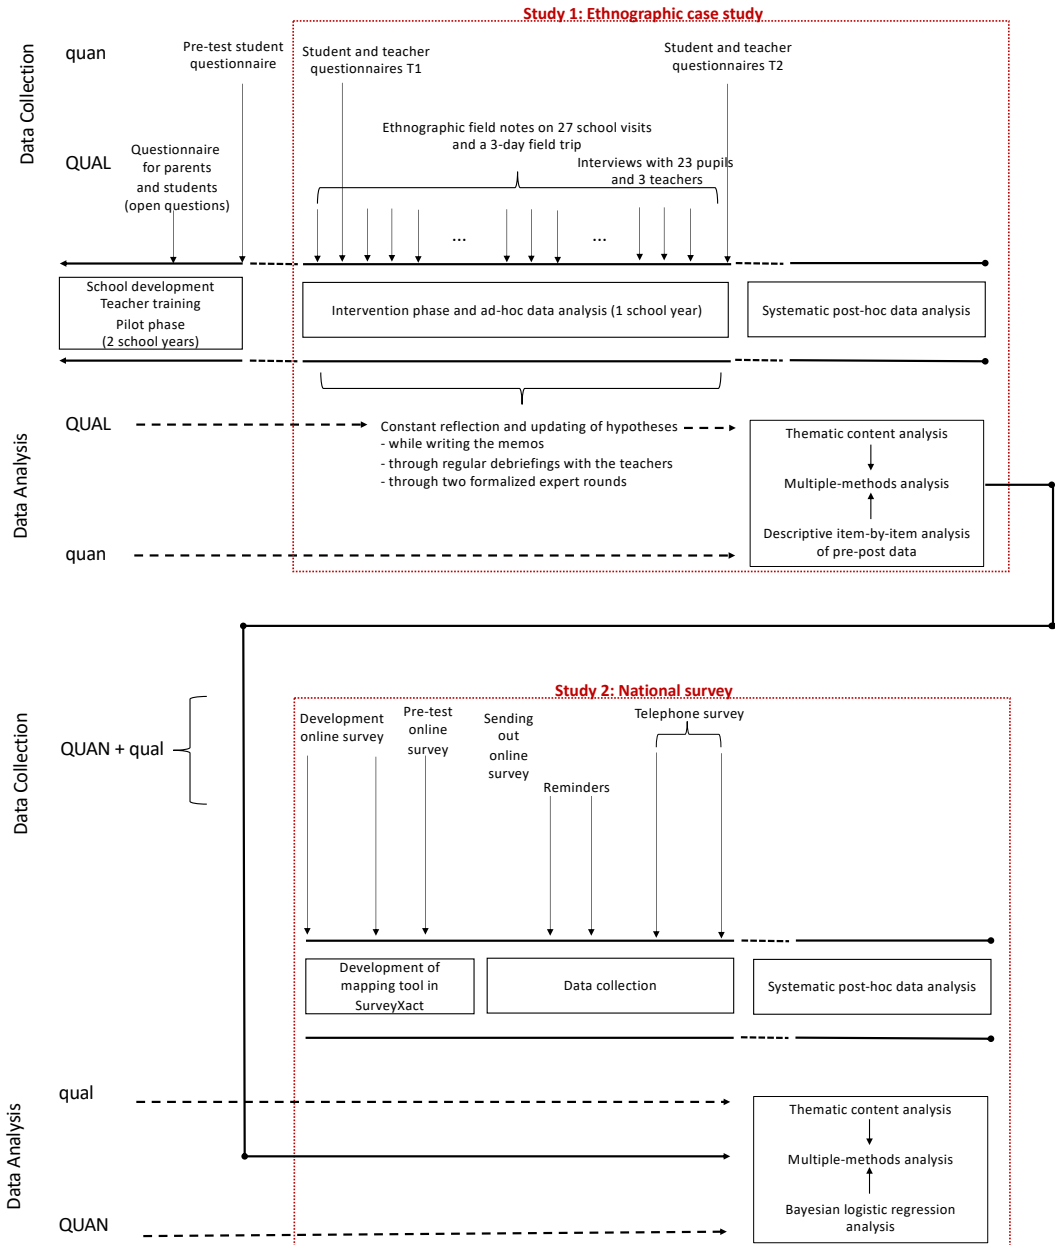 Study 1: Ethnographic case study
Data Collection
quan
Pre-test student
questionnaire
Student and teacher
questionnaires T1
Student and teacher
questionnaires T2
QUAL
Questionnaire
for parents
and students
(open questions)
Ethnographic field notes on 27 school visits
and a 3-day field trip
Interviews with 23 pupils
and 3 teachers
...
...
School development
Teacher training
Pilot phase
(2 school years)
Intervention phase and ad-hoc data analysis (1 school year)
Systematic post-hoc data analysis
Data Analysis
QUAL
Constant reflection and updating of hypotheses
- while writing the memos
- through regular debriefings with the teachers
- through two formalized expert rounds
Thematic content analysis
Multiple-methods analysis
Descriptive item-by-item analysis
of pre-post data
quan
Study 2: National survey
Data Collection
QUAN + qual
Development
online survey
Pre-test
online
survey
Sending
out
online
survey
Reminders
Telephone survey
Development of
mapping tool in
SurveyXact
Data collection
Systematic post-hoc data analysis
Data Analysis
qual
Thematic content analysis
Multiple-methods analysis
Bayesian logistic regression
analysis
QUAN